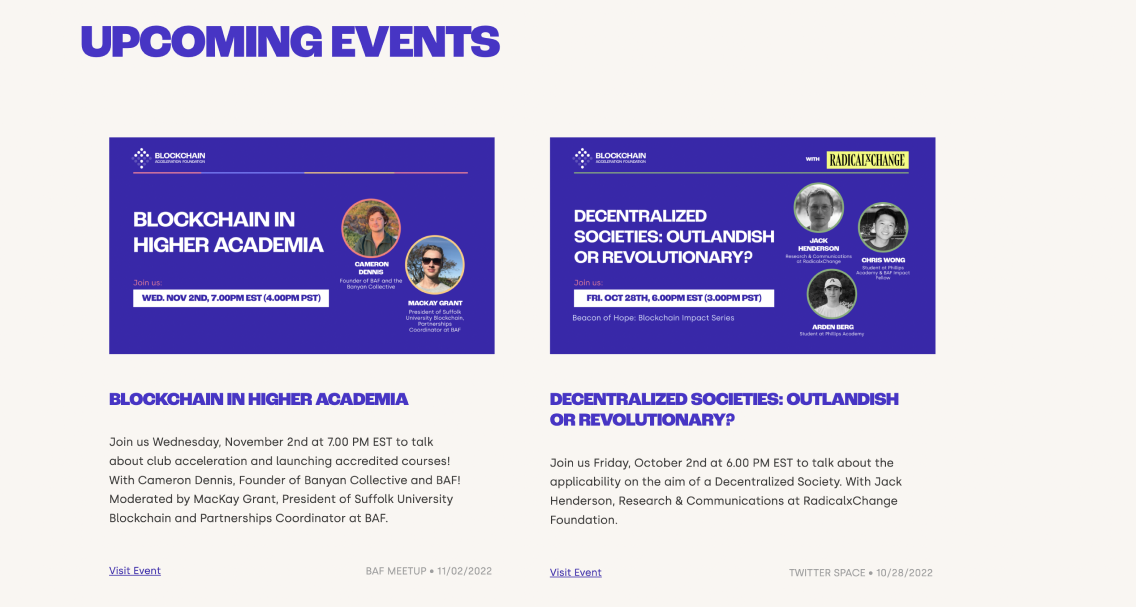 UPCOMING EVENTS
BLOCKCHAIN
ACCELERATION FOUNDATION
BLOCKCHAIN IN
HIGHER ACADEMIA
Join us:
WED. NOV 2ND, 7.00PM EST (4.00PM PST)
CAMERON
DENNIS
Founder of BAF and the
Banyan Collective
MACKAY GRANT
President of Suffolk
University Blockchain,
Partnerships
Coordinator at BAF
BLOCKCHAIN IN HIGHER ACADEMIA
Join us Wednesday, November 2nd at 7.00 PM EST to talk
about club acceleration and launching accredited courses!
With Cameron Dennis, Founder of Banyan Collective and BAF!
Moderated by MacKay Grant, President of Suffolk University
Blockchain and Partnerships Coordinator at BAF.
Visit Event
BAF MEETUP • 11/02/2022
BLOCKCHAIN
ACCELERATION FOUNDATION
WITH
RADICALXCHANGE
DECENTRALIZED
SOCIETIES: OUTLANDISH
OR REVOLUTIONARY?
Join us:
FRI. OCT 28TH, 6.00PM EST (3.00PM PST)
Beacon of Hope: Blockchain Impact Series
JACK
HENDERSON
Research & Communications
at RadicalxChange
CHRIS WONG
Student at Phillips
Academy & BAF Impact
Fellow
ARDEN BERG
Student at Phillips Academy
DECENTRALIZED SOCIETIES: OUTLANDISH
OR REVOLUTIONARY?
Join us Friday, October 2nd at 6.00 PM EST to talk about the
applicability on the aim of a Decentralized Society. With Jack
Henderson, Research & Communications at RadicalxChange
Foundation.
Visit Event
TWITTER SPACE • 10/28/2022